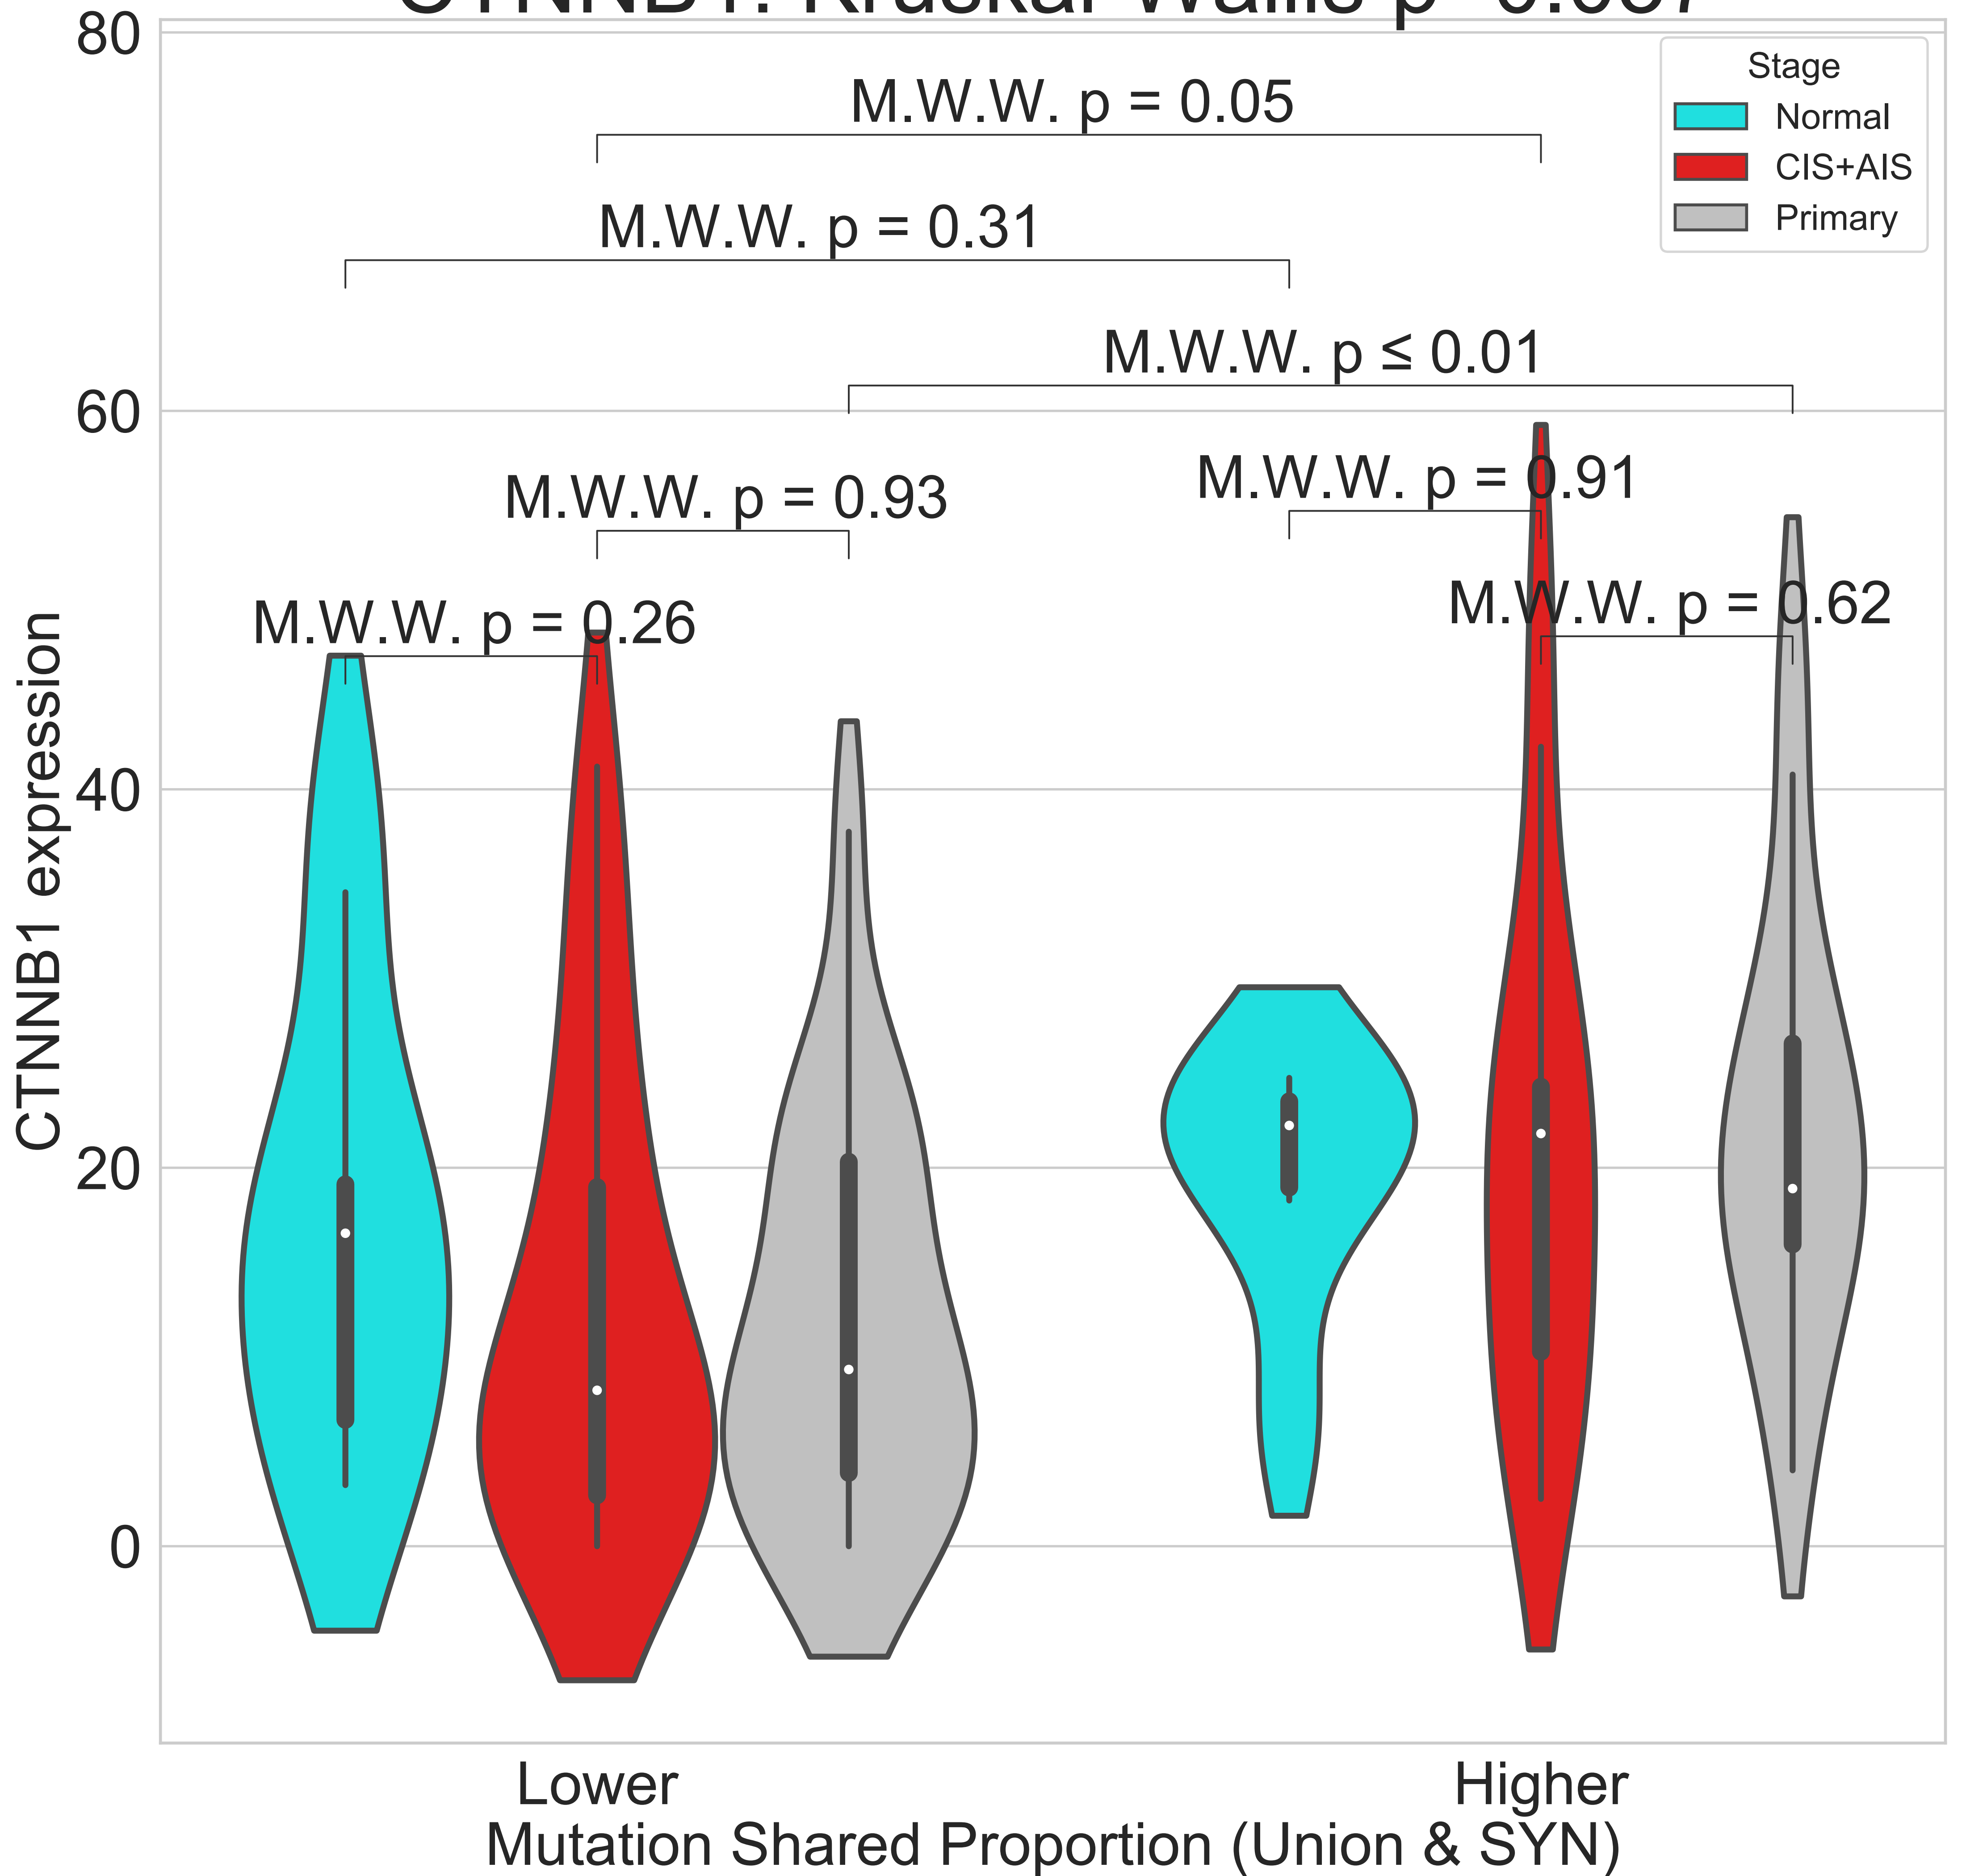 80
M.W.W. p = 0.05
Stage
Normal
CIS+AIS
Primary
M.W.W. p = 0.31
M.W.W. p ≤ 0.01
60
M.W.W. p = 0.91
M.W.W. p = 0.93
M.W.W. p = 0.62
M.W.W. p = 0.26
CTNNB1 expression
40
20
0
Lower
Higher
Mutation Shared Proportion (Union & SYN)